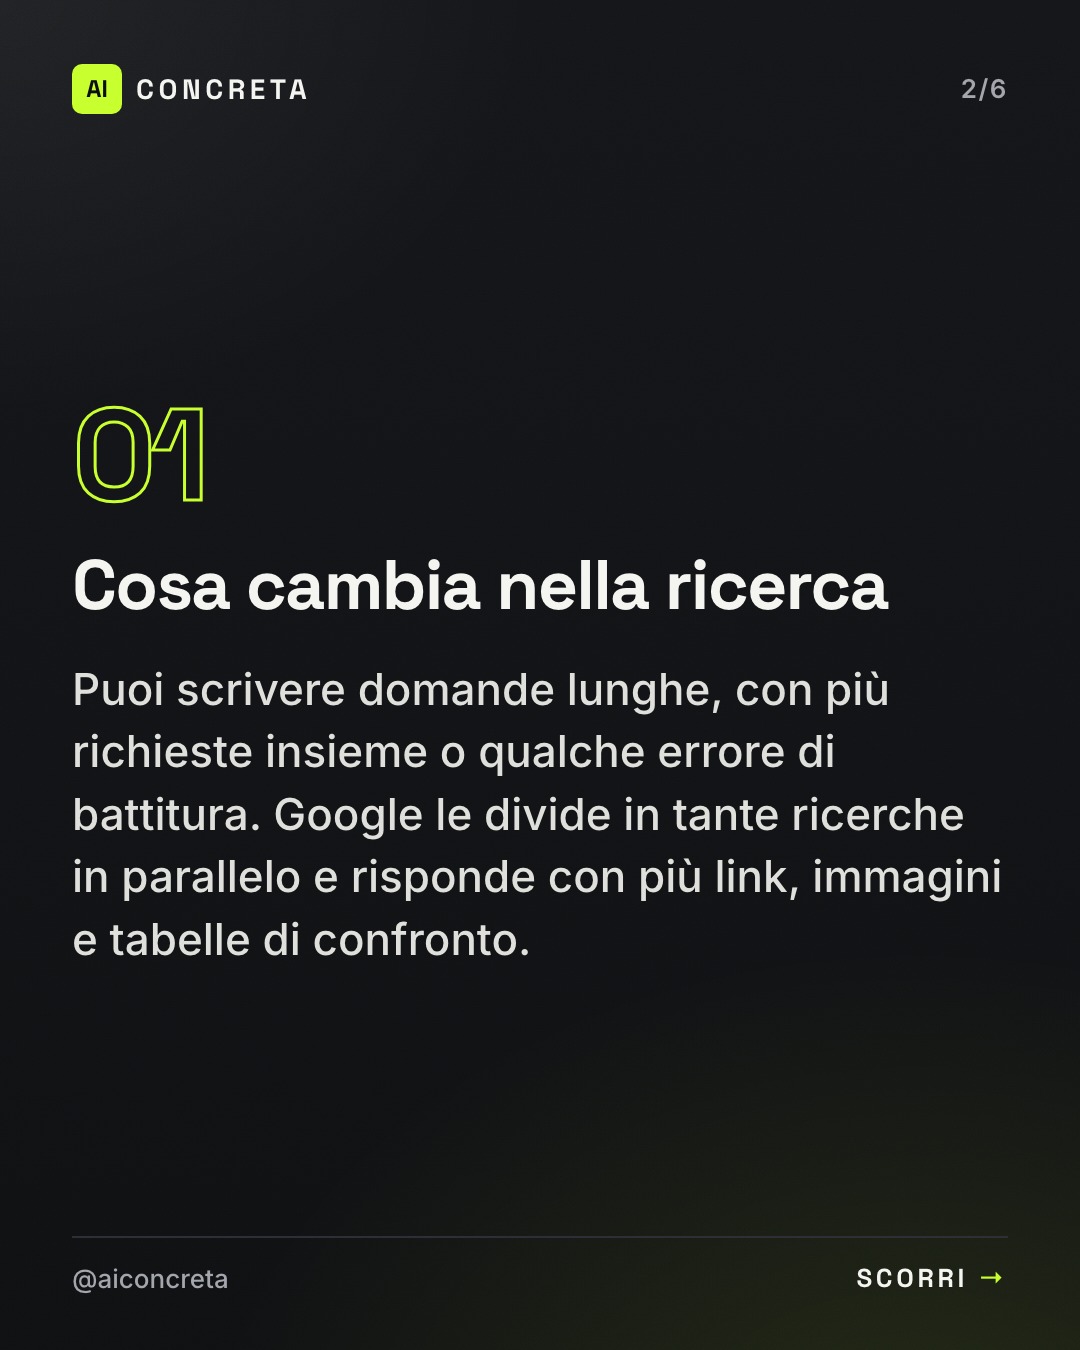 AI CONCRETA
2/6
01
Cosa cambia nella ricerca
Puoi scrivere domande lunghe, con più
richieste insieme o qualche errore di
battitura. Google le divide in tante ricerche
in parallelo e risponde con più link, immagini
e tabelle di confronto.
@aiconcreta
SCORRI →